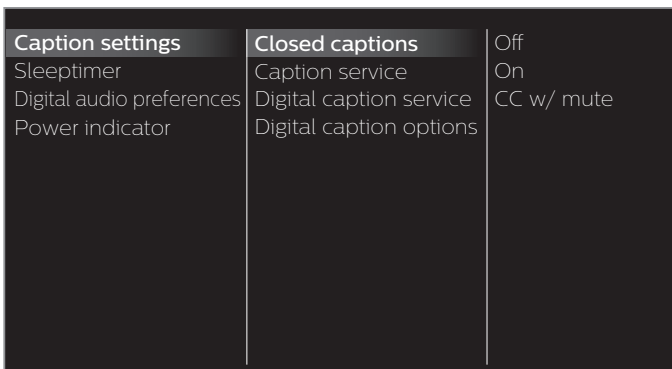 Caption settings
Sleeptimer
Digital audio preferences
Power indicator
Closed captions
Caption service
Digital caption service
Digital caption options
Off
On
CC w/ mute